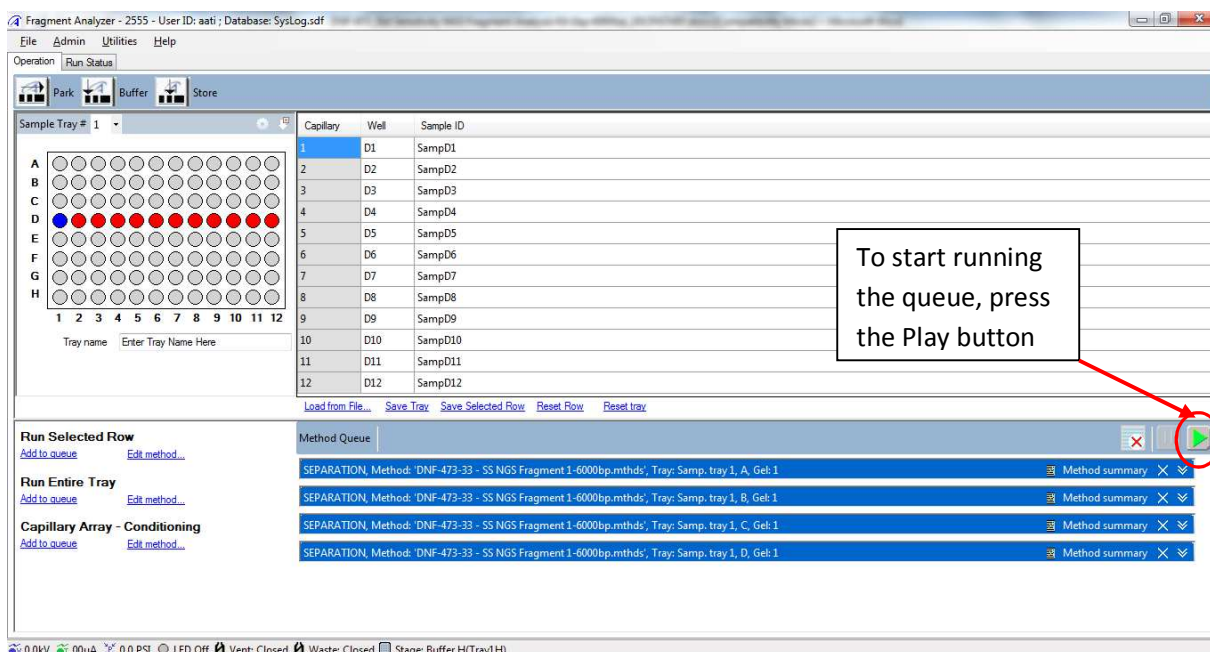 Fragment Analyzer - 2555 - User ID: aati ; Database: SysLog.sdf
File Admin Utilities Help
Operation Run Status
Park Buffer Store
Sample Tray # 1
Capillary Well Sample ID
1 D1 SampD1
2 D2 SampD2
3 D3 SampD3
4 D4 SampD4
5 D5 SampD5
6 D6 SampD6
7 D7 SampD7
8 D8 SampD8
9 D9 SampD9
10 D10 SampD10
11 D11 SampD11
12 D12 SampD12
A
B
C
D
E
F
G
H
1 2 3 4 5 6 7 8 9 10 11 12
Tray name Enter Tray Name Here
To start running
the queue, press
the Play button
Load from File... Save Tray Save Selected Row Reset Row Reset tray
Run Selected Row
Add to queue Edit method...
Run Entire Tray
Add to queue Edit method...
Capillary Array - Conditioning
Add to queue Edit method...
Method Queue
SEPARATION, Method: 'DNF-473-33 - SS NGS Fragment 1-6000bp.mthds', Tray: Samp. tray 1, A, Gel: 1 Method summary
SEPARATION, Method: 'DNF-473-33 - SS NGS Fragment 1-6000bp.mthds', Tray: Samp. tray 1, B, Gel: 1 Method summary
SEPARATION, Method: 'DNF-473-33 - SS NGS Fragment 1-6000bp.mthds', Tray: Samp. tray 1, C, Gel: 1 Method summary
SEPARATION, Method: 'DNF-473-33 - SS NGS Fragment 1-6000bp.mthds', Tray: Samp. tray 1, D, Gel: 1 Method summary
0.0kV 00uA 0.0 PSI LED Off Vent: Closed Waste: Closed Stage: Buffer H(Tray1H)